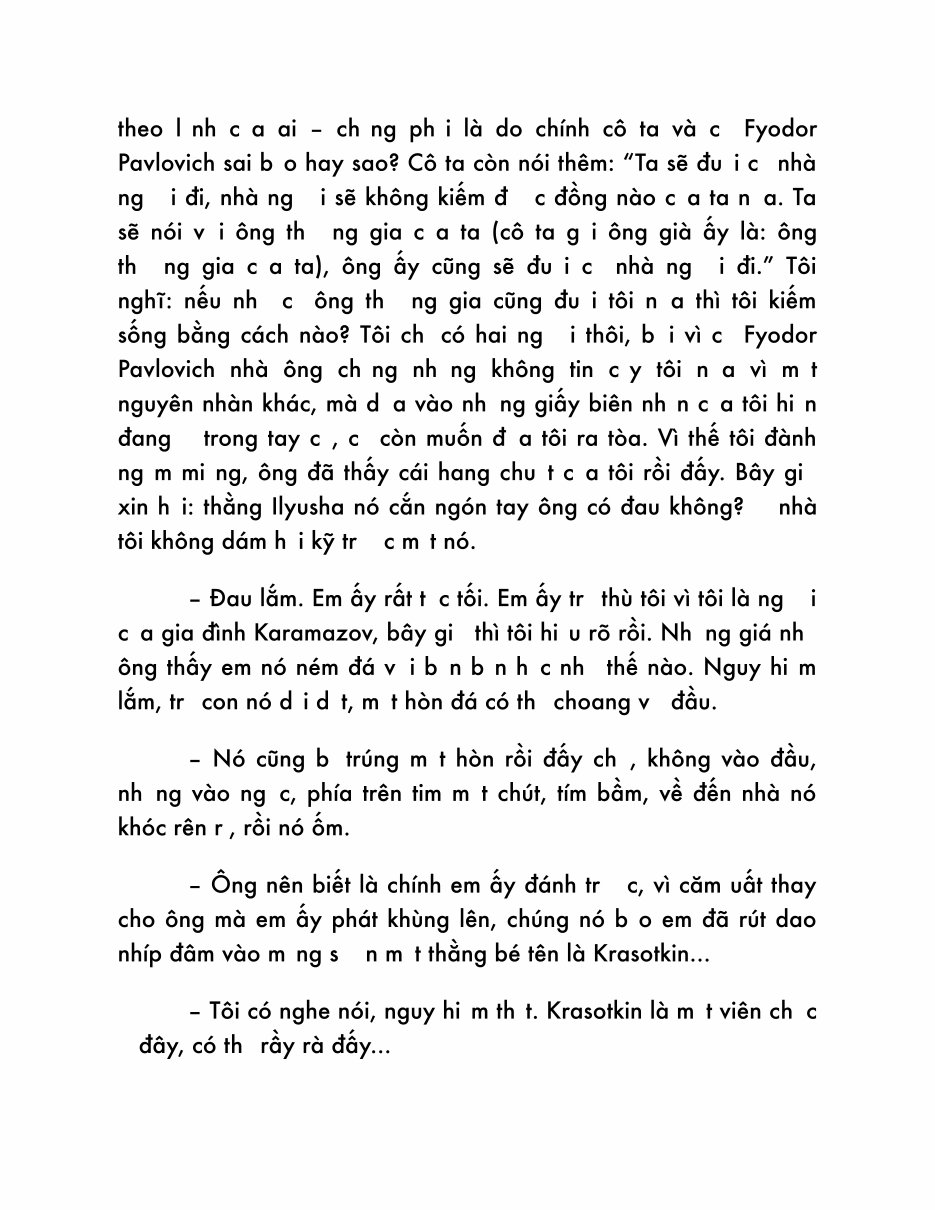 theo l nh c a ai – ch ng ph i là do chính cô ta và c  Fyodor
Pavlovich sai b o hay sao? Cô ta còn nói thêm: “Ta sẽ đu i c  nhà
ng  i đi, nhà ng  i sẽ không kiếm đ  c đồng nào c a ta n a. Ta
sẽ nói v i ông th  ng gia c a ta (cô ta g i ông già ấy là: ông
th  ng gia c a ta), ông ấy cũng sẽ đu i c  nhà ng  i đi.” Tôi
nghĩ: nếu nh  c  ông th  ng gia cũng đu i tôi n a thì tôi kiếm
sống bằng cách nào? Tôi ch  có hai ng  i thôi, b i vì c  Fyodor
Pavlovich nhà ông ch ng nh ng không tin c y tôi n a vì m t
nguyên nhàn khác, mà d a vào nh ng giấy biên nh n c a tôi hi n
đang   trong tay c , c  còn muốn đ a tôi ra tòa. Vì thế tôi đành
ng m mi ng, ông đã thấy cái hang chu t c a tôi rồi đấy. Bây gi
xin h i: thằng Ilyusha nó cắn ngón tay ông có đau không?   nhà
tôi không dám h i kỹ tr  c m t nó.
– Đau lắm. Em ấy rất t c tối. Em ấy tr  thù tôi vì tôi là ng  i
c a gia đình Karamazov, bây gi  thì tôi hi u rõ rồi. Nh ng giá nh
ông thấy em nó ném đá v i b n b n h c nh  thế nào. Nguy hi m
lắm, tr  con nó d i d t, m t hòn đá có th  choang v  đầu.
– Nó cũng b  trúng m t hòn rồi đấy ch , không vào đầu,
nh ng vào ng c, phía trên tim m t chút, tím bầm, về đến nhà nó
khóc rên r , rồi nó ốm.
– Ông nên biết là chính em ấy đánh tr  c, vì căm uất thay
cho ông mà em ấy phát khùng lên, chúng nó b o em đã rút dao
nhíp đâm vào m ng s  n m t thằng bé tên là Krasotkin...
– Tôi có nghe nói, nguy hi m th t. Krasotkin là m t viên ch c
đây, có th  rầy rà đấy...